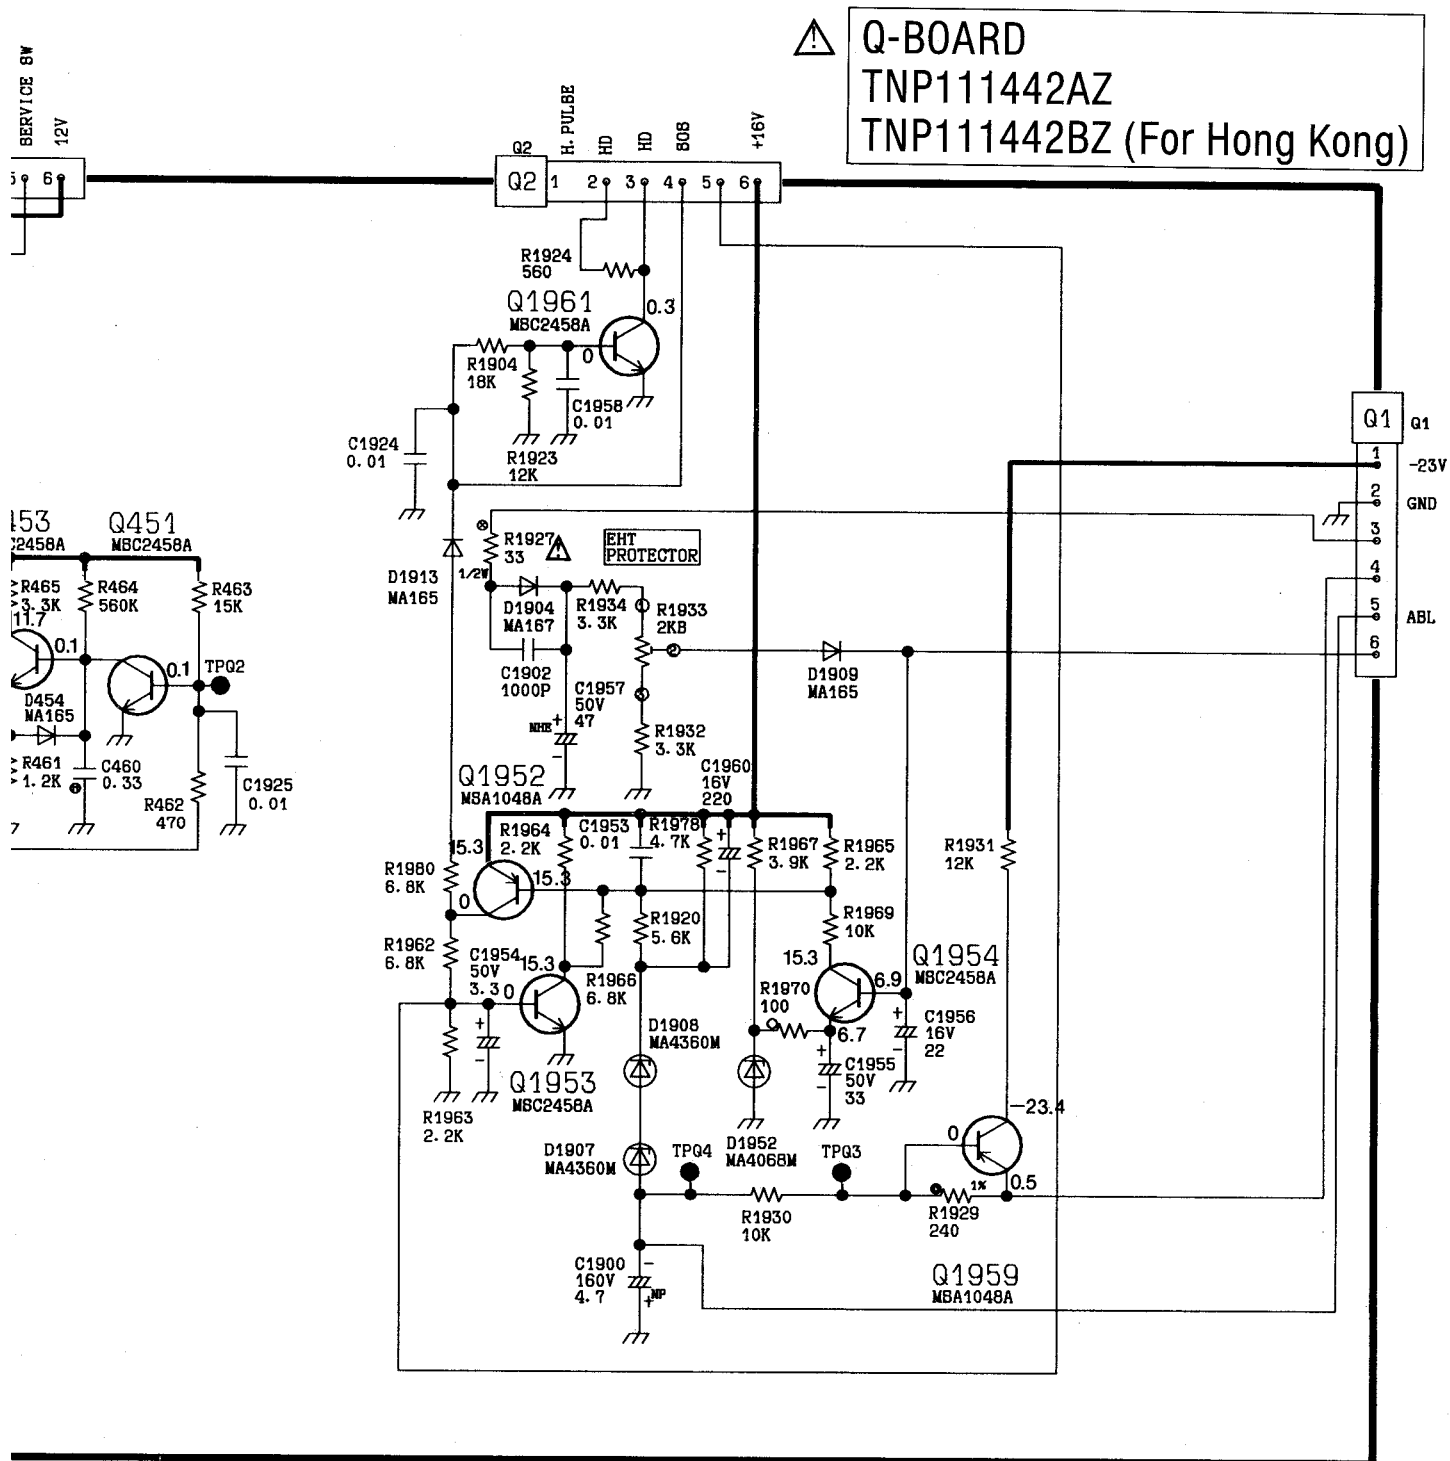 Q-BOARD
TNP111442AZ
TNP111442BZ (For Hong Kong)
SERVICE SW
12V
5
6
Q2
Q2
1
2
3
4
5
6
H.PULSE
HD
HD
SOS
+16V
R1924
560
Q1961
MSC2458A
0.3
0
R1904
18K
C1958
0.01
R1923
12K
C1924
0.01
Q1
Q1
1
-23V
2
GND
3
4
5
ABL
6
453
C2458A
Q451
MSC2458A
R465
3.3K
R464
560K
R463
15K
11.7
0.1
0.1
TPQ2
D454
MA165
R461
1.2K
C460
0.33
R462
470
C1925
0.01
D1913
MA165
R1927
33
1/2W
EHT
PROTECTOR
D1904
MA167
R1934
3.3K
1
R1933
2KB
2
3
C1902
1000P
C1957
50V
47
NHE
+
-
R1932
3.3K
D1909
MA165
Q1952
MSA1048A
C1960
16V
220
+
-
R1964
2.2K
C1953
0.01
R1978
4.7K
R1967
3.9K
R1965
2.2K
R1931
12K
15.3
15.3
0
R1980
6.8K
R1920
5.6K
R1969
10K
R1962
6.8K
C1954
50V
3.3
+
-
15.3
0
R1966
6.8K
15.3
Q1954
MSC2458A
6.9
6.7
R1970
100
C1956
16V
22
+
-
C1955
50V
33
+
-
D1908
MA4360M
Q1953
MSC2458A
R1963
2.2K
D1907
MA4360M
TPQ4
D1952
MA4068M
TPQ3
-23.4
0
0.5
1%
R1930
10K
R1929
240
C1900
160V
4.7
-
+
NP
Q1959
MSA1048A